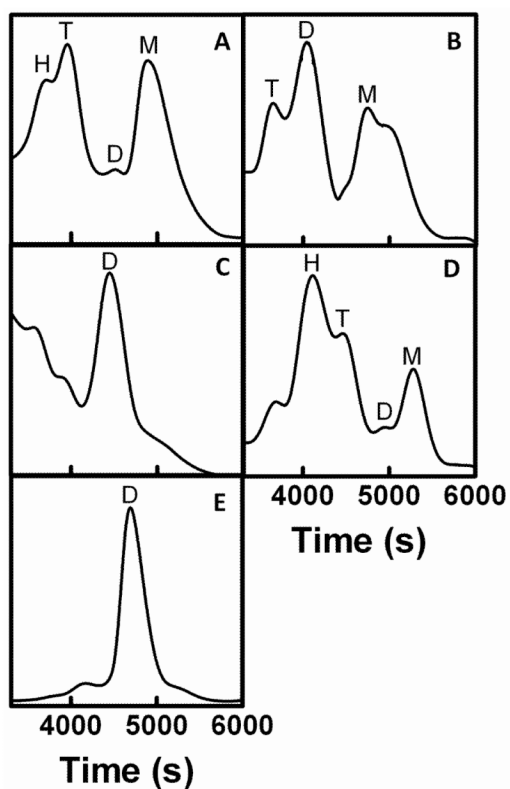 H T D M A
T D M B
D C
H T D M D
4000 5000 6000
Time (s)
D E
4000 5000 6000
Time (s)